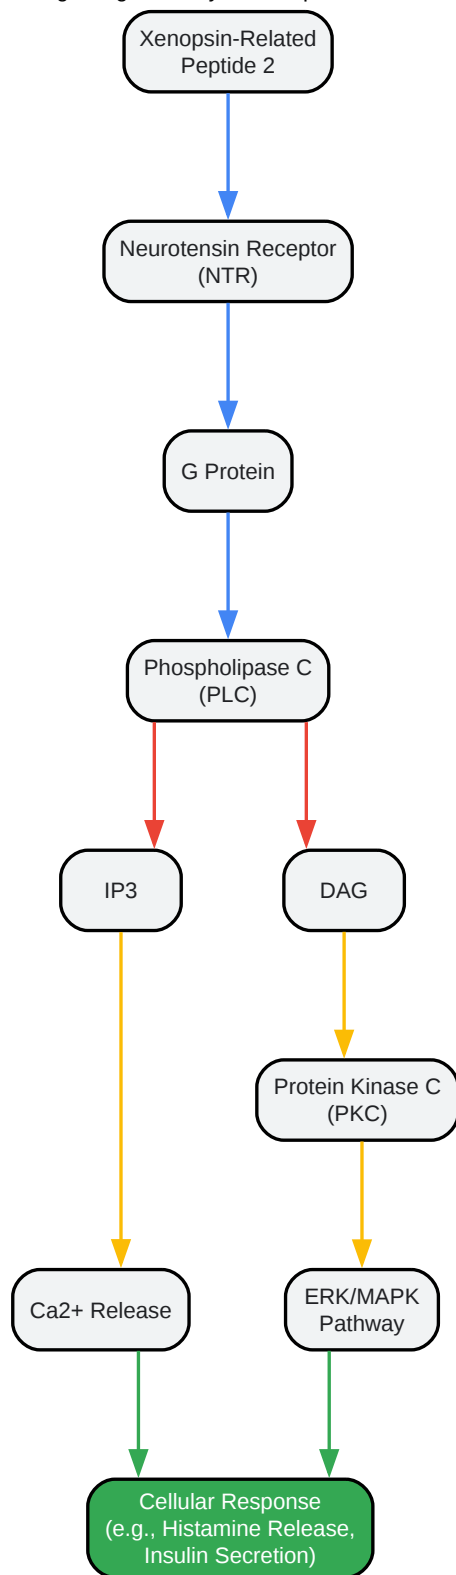 Xenopsin-Related
Peptide 2
Neurotensin Receptor
(NTR)
G Protein
Phospholipase C
(PLC)
IP3
DAG
Protein Kinase C
(PKC)
Ca2+ Release
ERK/MAPK
Pathway
Cellular Response
(e.g., Histamine Release,
Insulin Secretion)